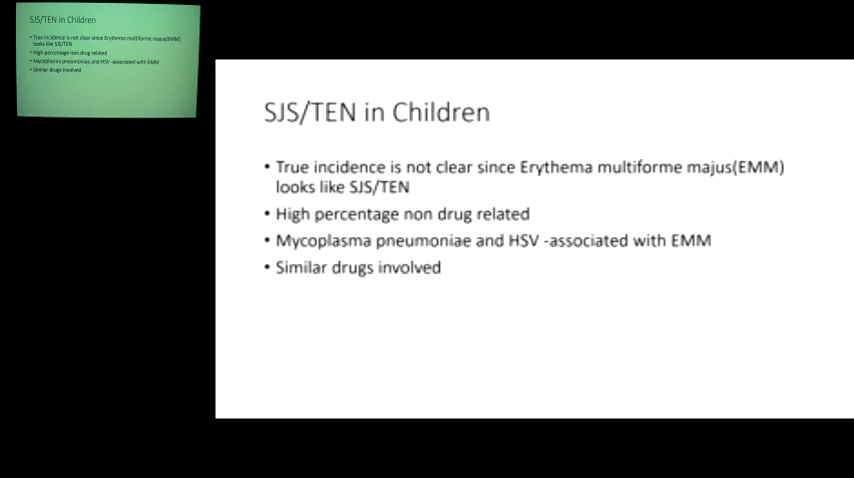 SJS/TEN in Children
• True incidence is not clear since Erythema multiforme majus(EMM)
looks like SJS/TEN
• High percentage non drug related
• Mycoplasma pneumoniae and HSV -associated with EMM
• Similar drugs involved
SJS/TEN in Children
• True incidence is not clear since Erythema multiforme majus(EMM)
looks like SJS/TEN
• High percentage non drug related
• Mycoplasma pneumoniae and HSV -associated with EMM
• Similar drugs involved